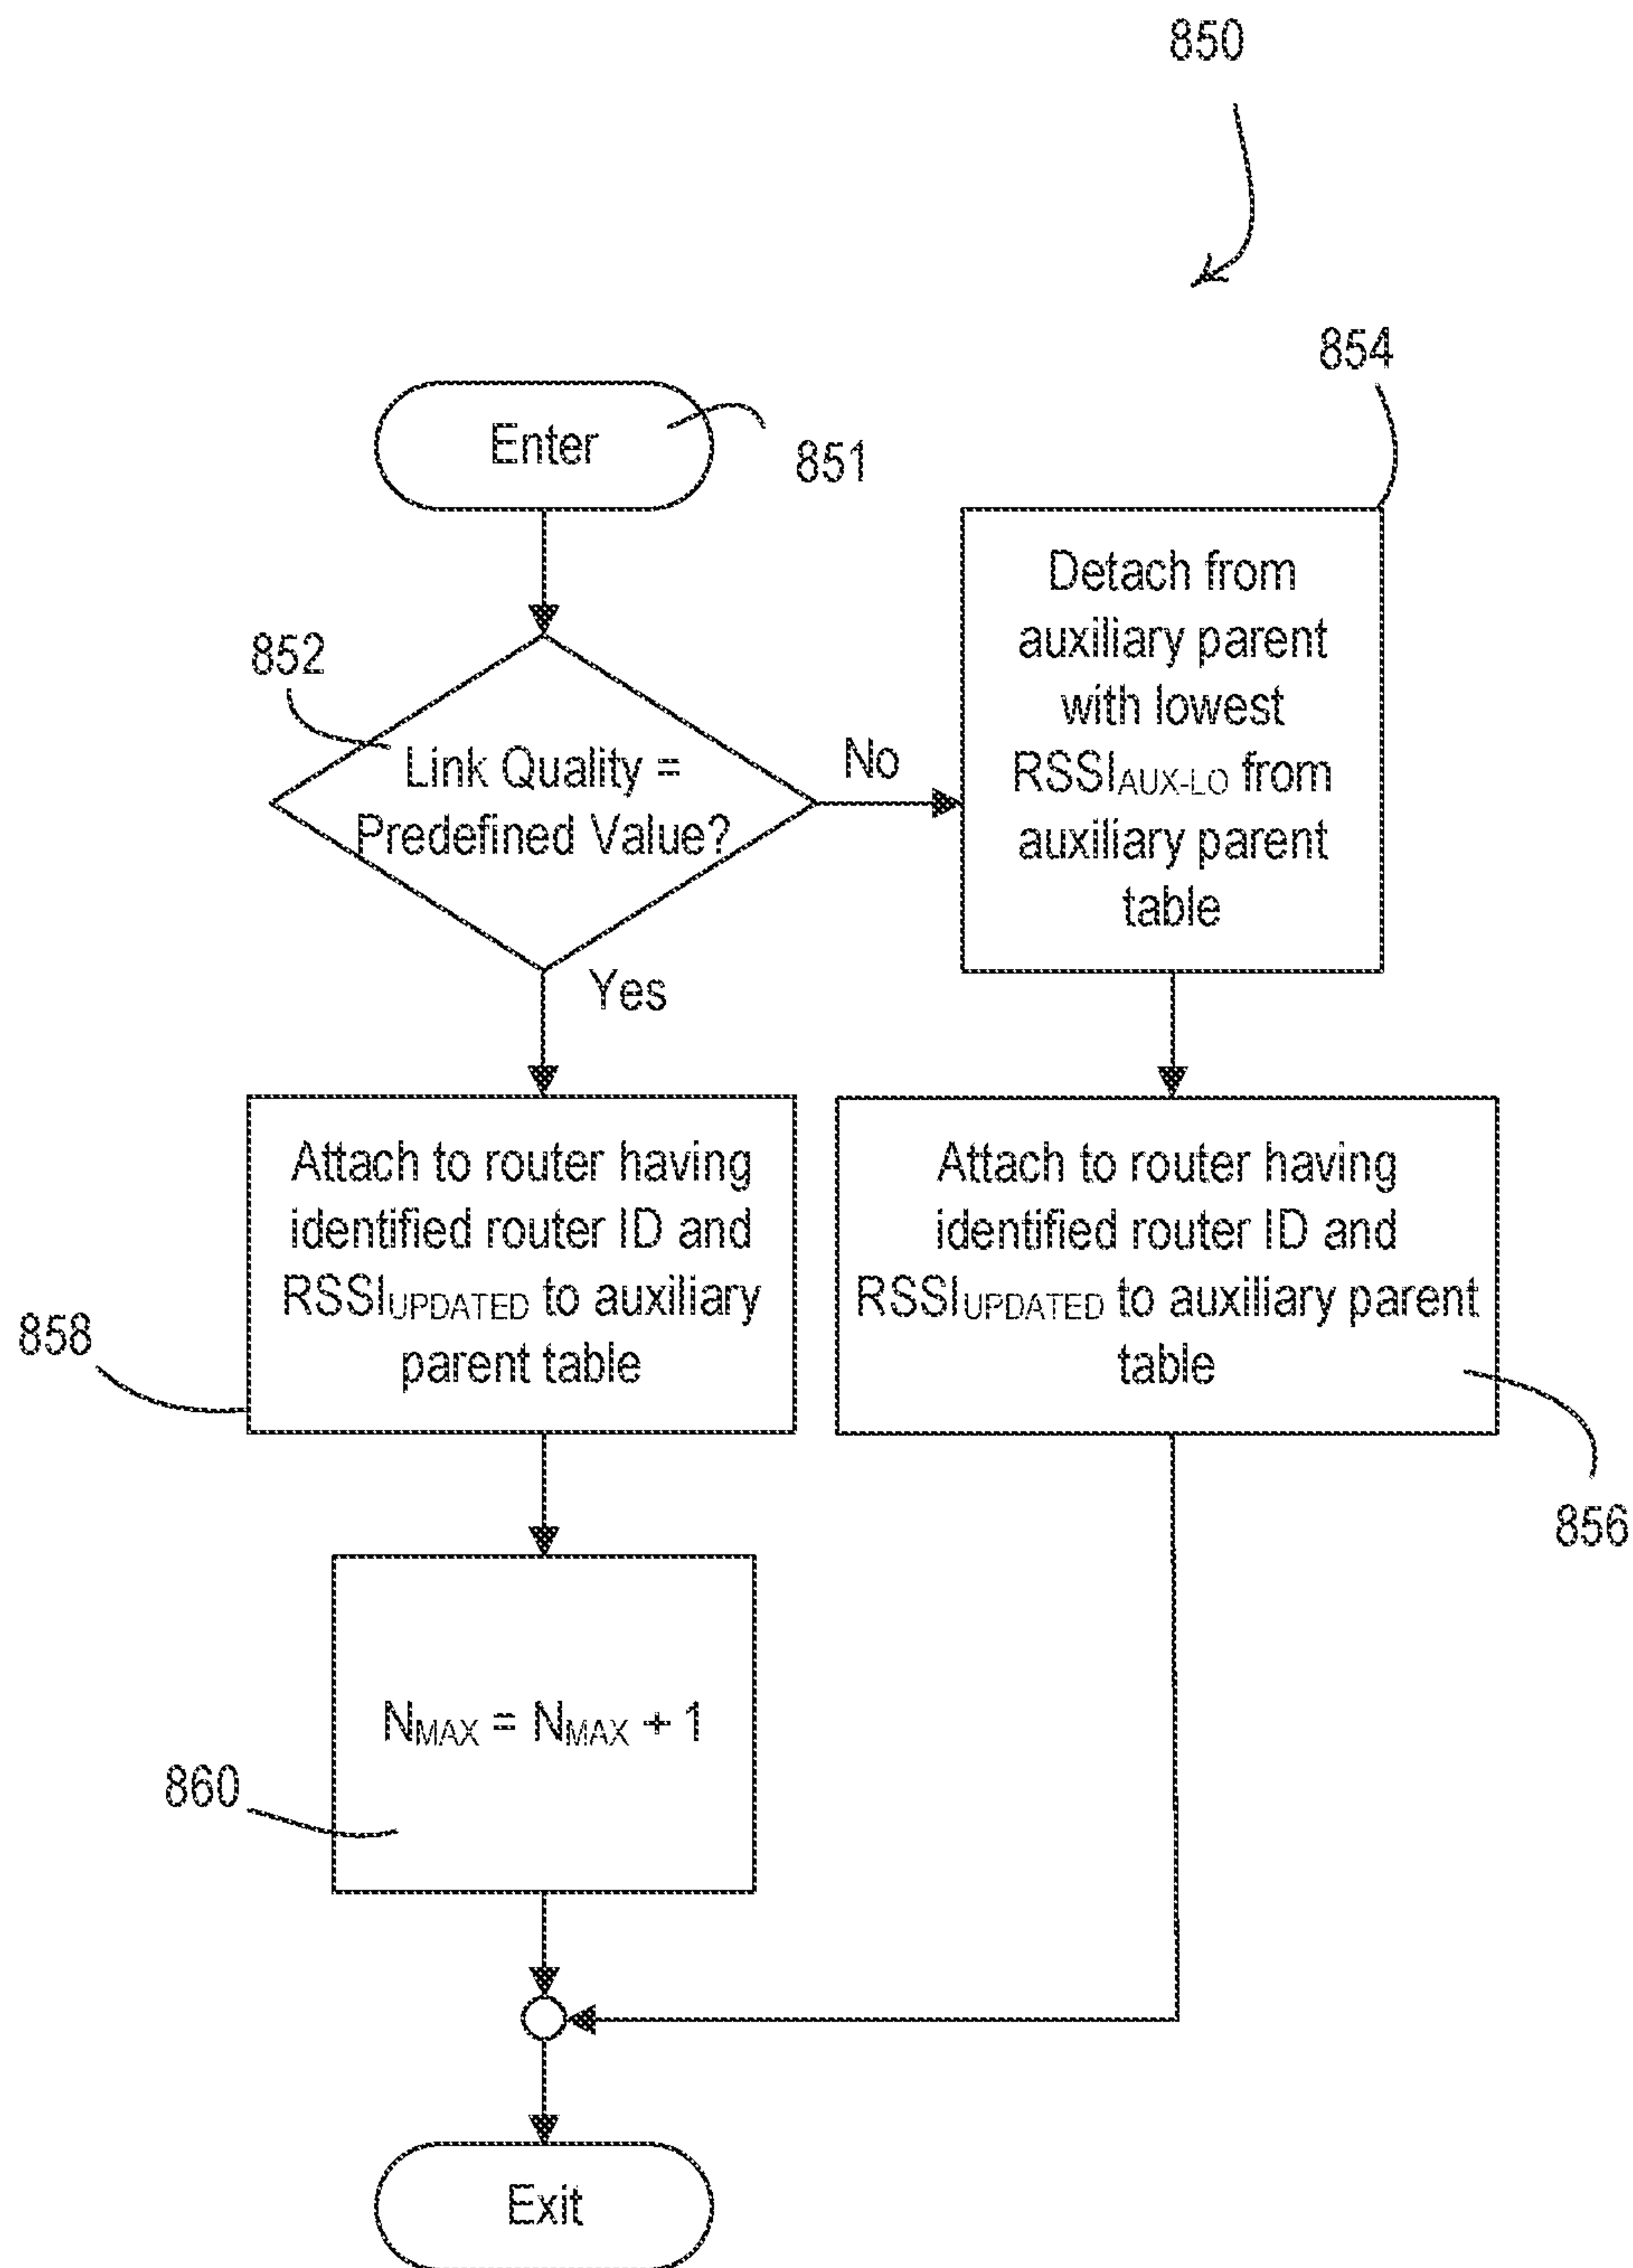 850
854
Enter
851
852
Link Quality =
Predefined Value?
No
Yes
Detach from
auxiliary parent
with lowest
RSSIAUX-LO from
auxiliary parent
table
Attach to router having
identified router ID and
RSSIUPDATED to auxiliary
parent table
858
Attach to router having
identified router ID and
RSSIUPDATED to auxiliary parent
table
856
NMAX = NMAX + 1
860
Exit